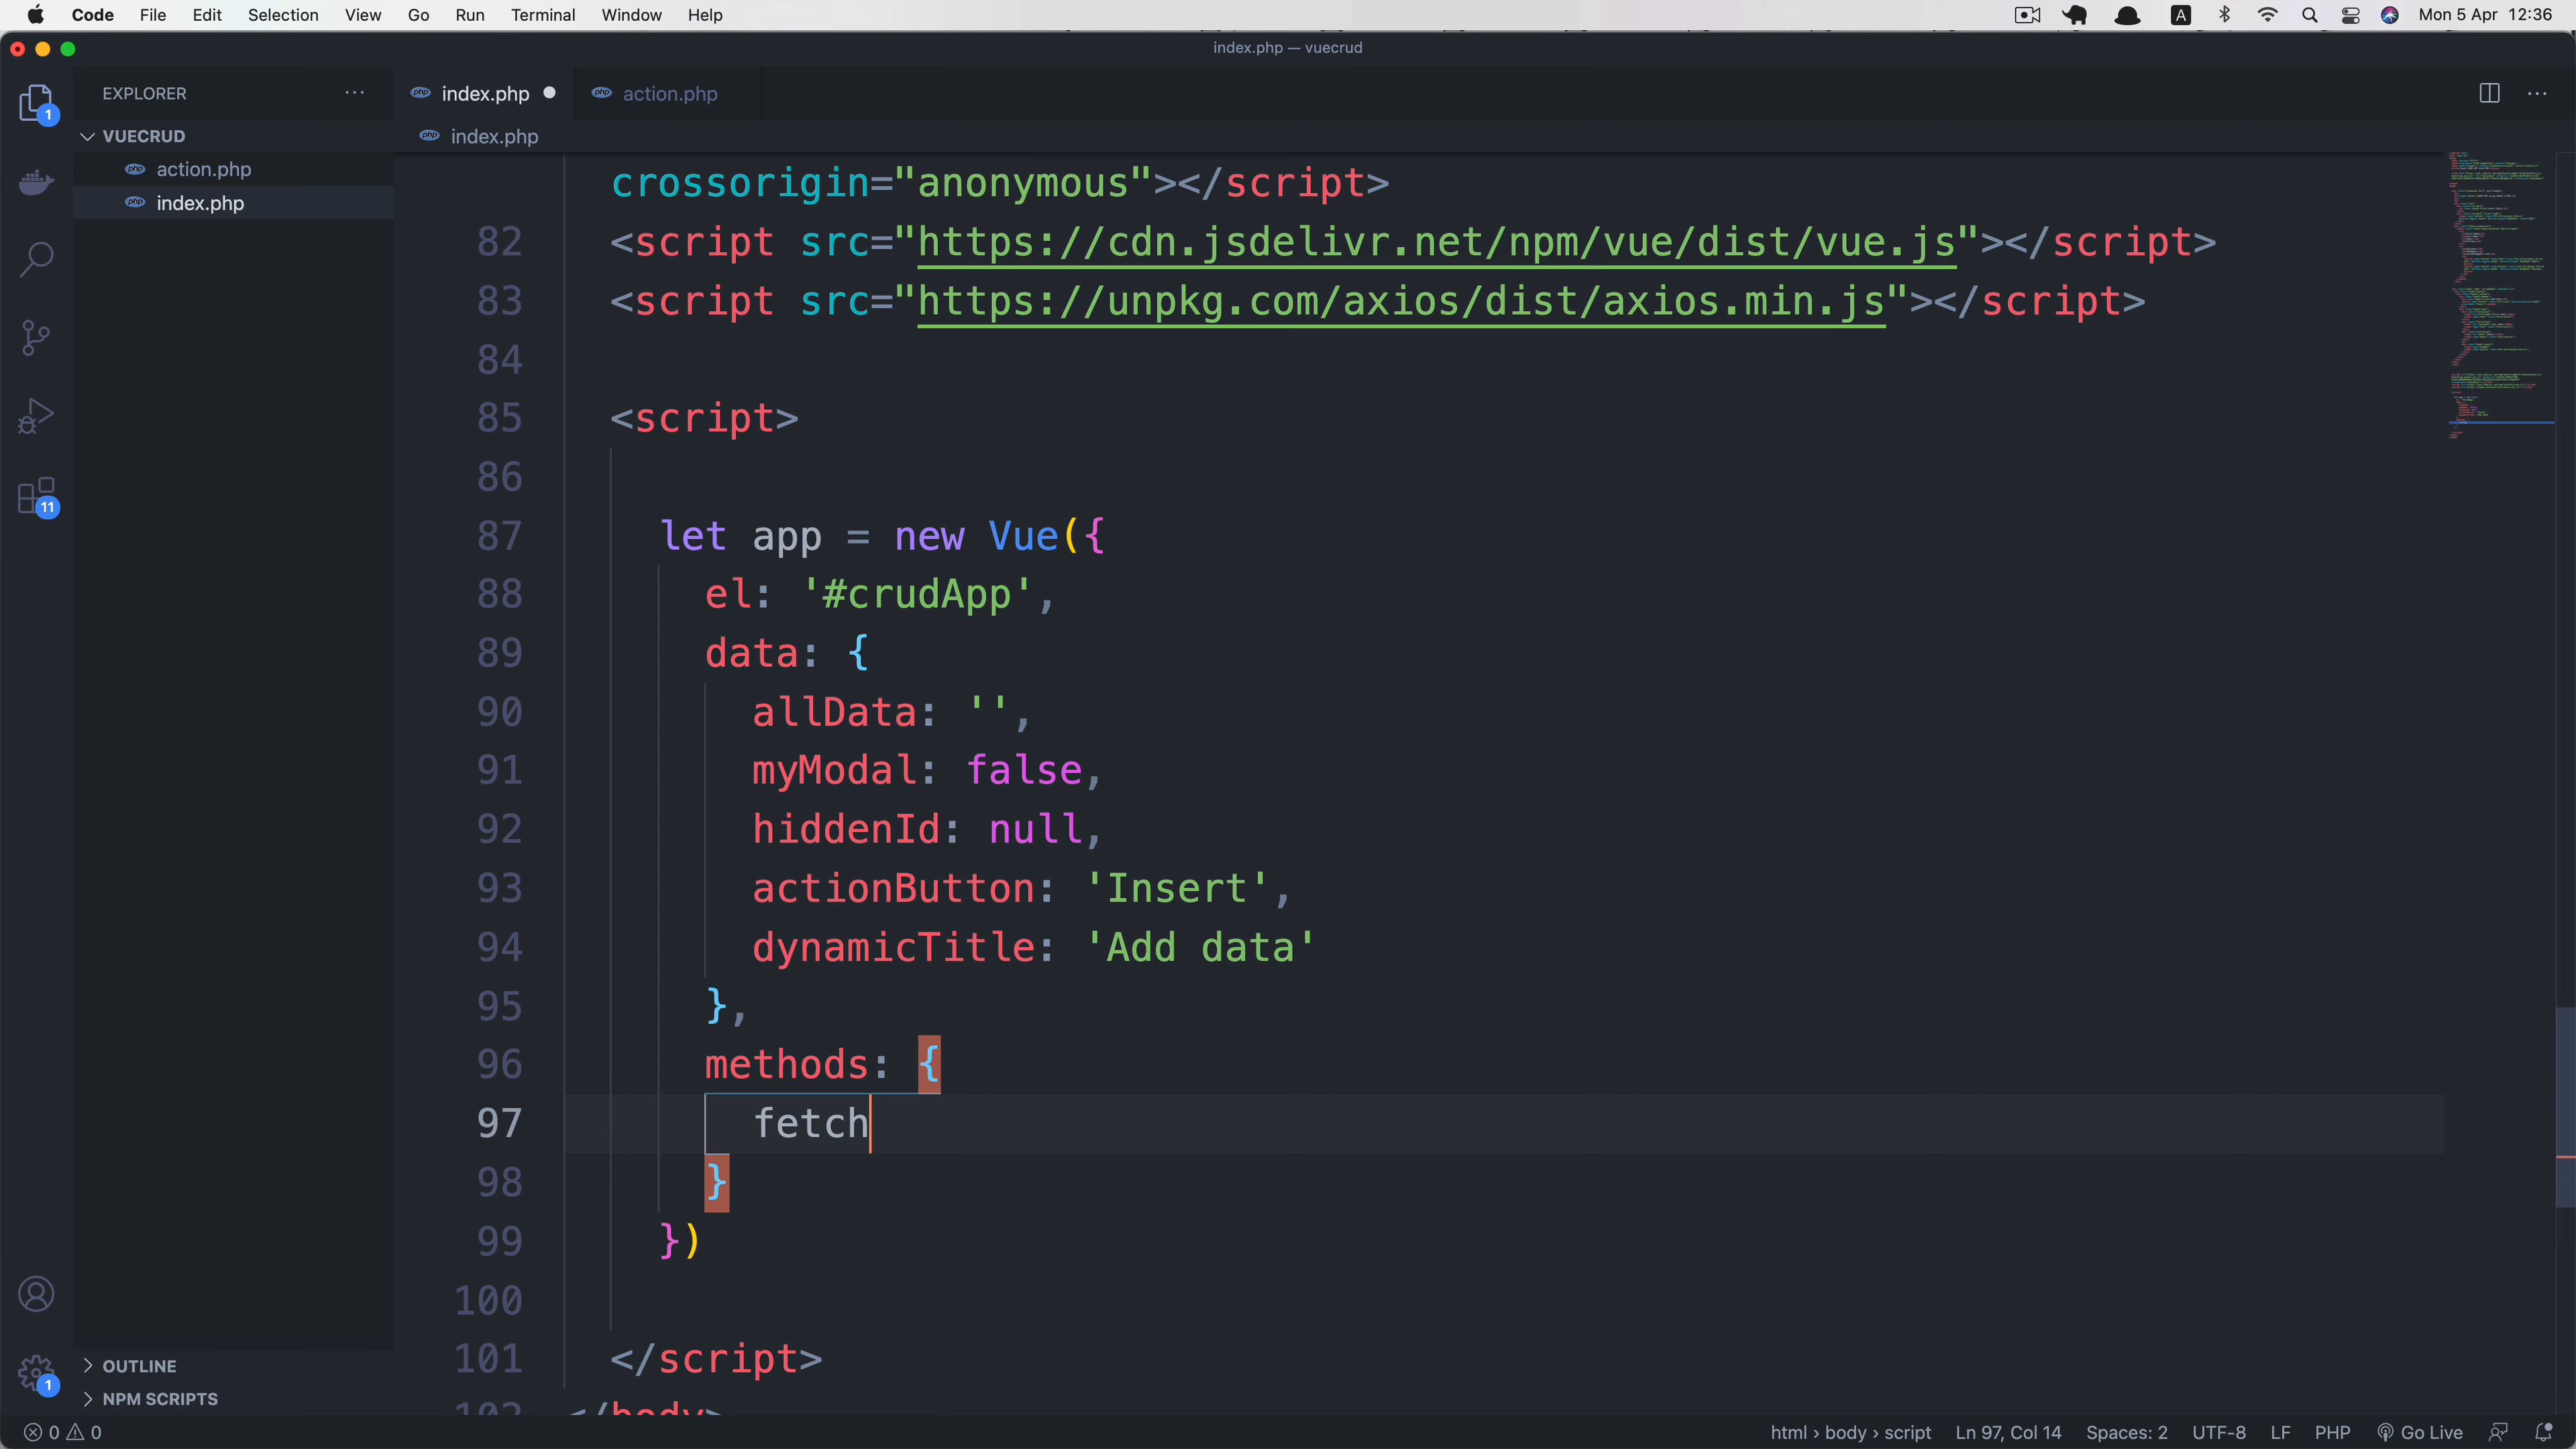 Code File Edit Selection View Go Run Terminal Window Help A Mon 5 Apr 12:36
index.php — vuecrud
EXPLORER ···
VUECRUD
action.php
index.php
OUTLINE
NPM SCRIPTS
1
11
1
index.php action.php
index.php
crossorigin="anonymous"></script>
82 <script src="https://cdn.jsdelivr.net/npm/vue/dist/vue.js"></script>
83 <script src="https://unpkg.com/axios/dist/axios.min.js"></script>
84
85 <script>
86
87 let app = new Vue({
88 el: '#crudApp',
89 data: {
90 allData: '',
91 myModal: false,
92 hiddenId: null,
93 actionButton: 'Insert',
94 dynamicTitle: 'Add data'
95 },
96 methods: {
97 fetch
98 }
99 })
100
101 </script>
102 </body>
0 0 html › body › script Ln 97, Col 14 Spaces: 2 UTF-8 LF PHP Go Live